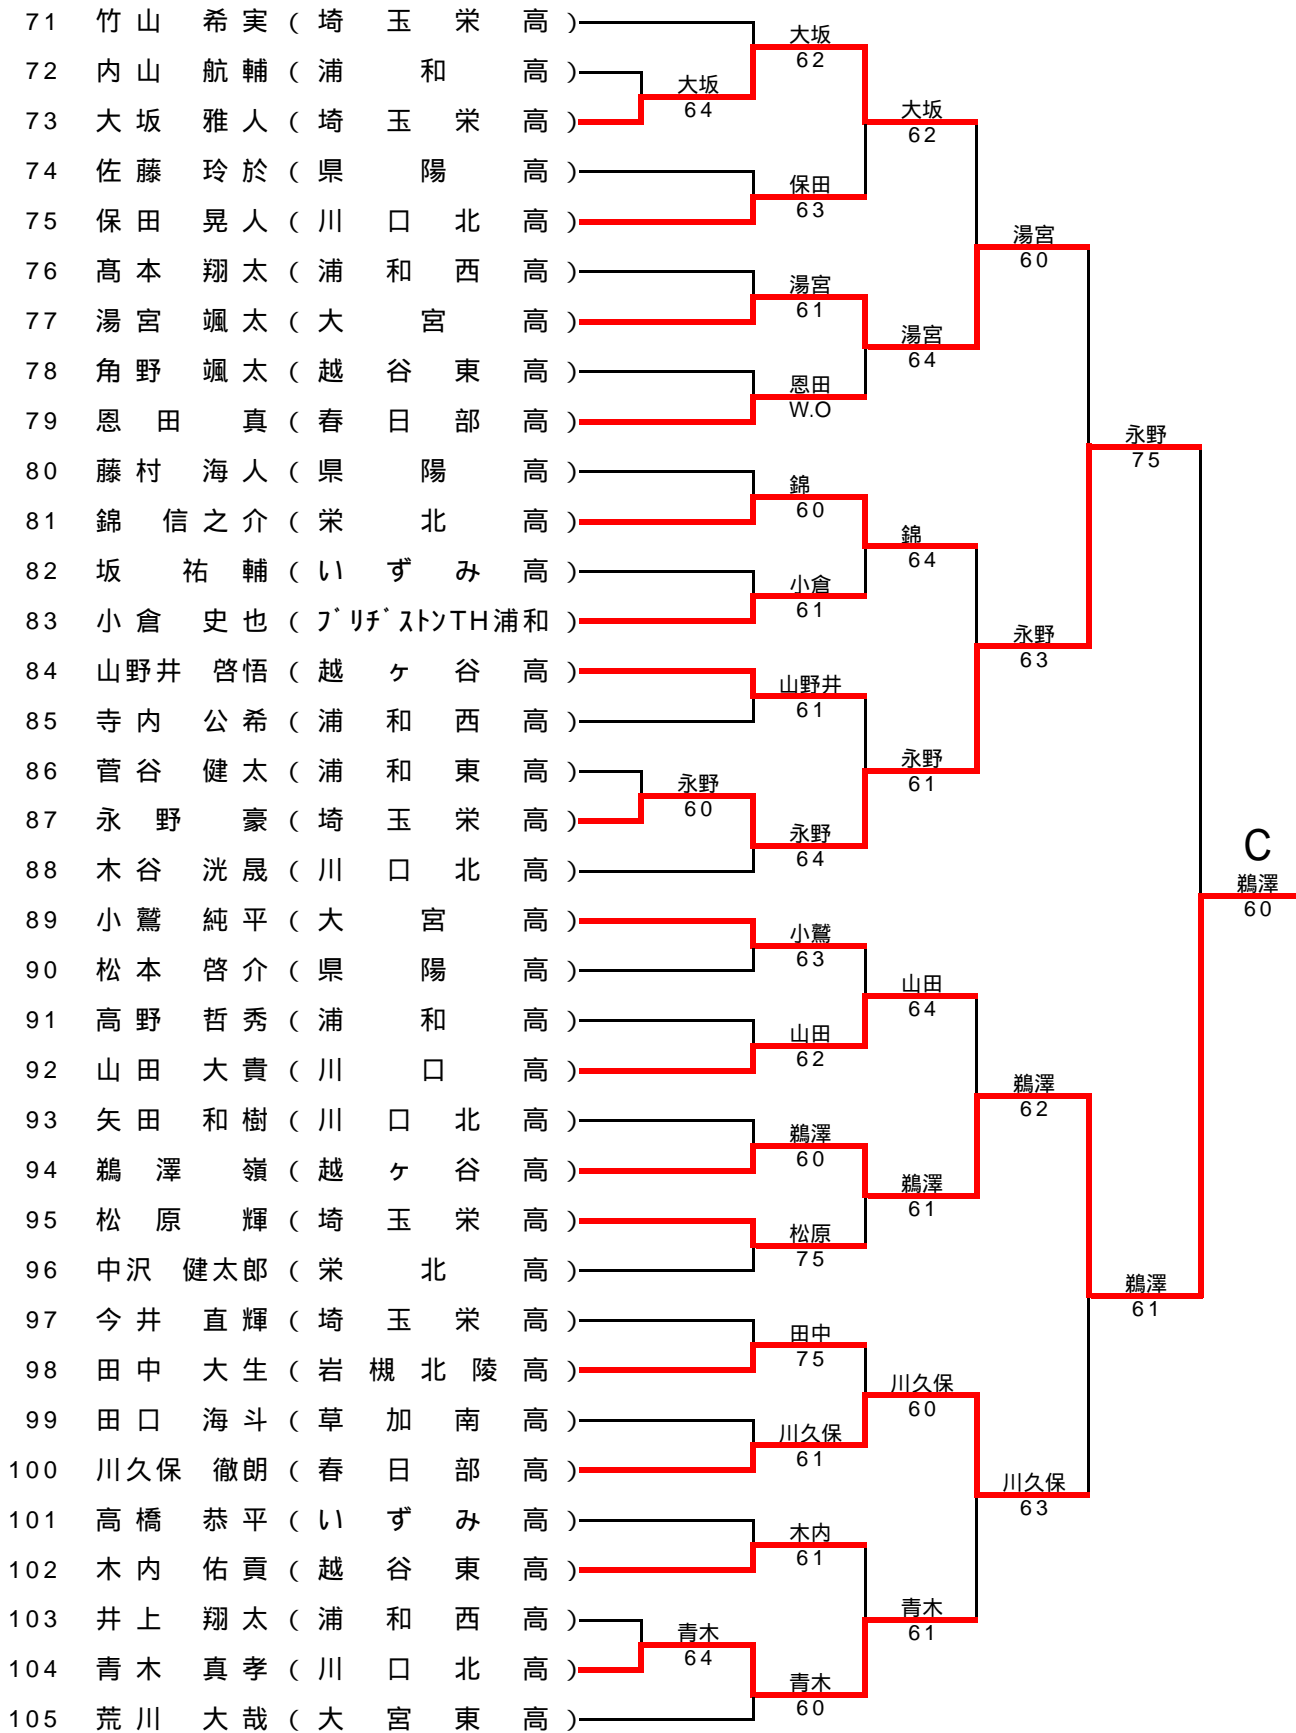 71 竹山 希実 ( 埼玉栄高 )
72 内山 航輔 ( 浦和高 )
73 大坂 雅人 ( 埼玉栄高 )
74 佐藤 玲於 ( 県陽高 )
75 保田 晃人 ( 川口北高 )
76 髙本 翔太 ( 浦和西高 )
77 湯宮 颯太 ( 大宮高 )
78 角野 颯太 ( 越谷東高 )
79 恩田 真 ( 春日部高 )
80 藤村 海人 ( 県陽高 )
81 錦 信之介 ( 栄北高 )
82 坂 祐輔 ( いずみ高 )
83 小倉 史也 ( ブリヂストンTH浦和 )
84 山野井 啓悟 ( 越ヶ谷高 )
85 寺内 公希 ( 浦和西高 )
86 菅谷 健太 ( 浦和東高 )
87 永野 豪 ( 埼玉栄高 )
88 木谷 洸晟 ( 川口北高 )
89 小鷲 純平 ( 大宮高 )
90 松本 啓介 ( 県陽高 )
91 高野 哲秀 ( 浦和高 )
92 山田 大貴 ( 川口高 )
93 矢田 和樹 ( 川口北高 )
94 鵜澤 嶺 ( 越ヶ谷高 )
95 松原 輝 ( 埼玉栄高 )
96 中沢 健太郎 ( 栄北高 )
97 今井 直輝 ( 埼玉栄高 )
98 田中 大生 ( 岩槻北陵高 )
99 田口 海斗 ( 草加南高 )
100 川久保 徹朗 ( 春日部高 )
101 高橋 恭平 ( いずみ高 )
102 木内 佑貢 ( 越谷東高 )
103 井上 翔太 ( 浦和西高 )
104 青木 真孝 ( 川口北高 )
105 荒川 大哉 ( 大宮東高 )
大坂
64
永野
60
青木
64
大坂
62
保田
63
湯宮
61
恩田
W.O
錦
60
小倉
61
山野井
61
永野
64
小鷲
63
山田
62
鵜澤
60
松原
75
田中
75
川久保
61
木内
61
青木
60
大坂
62
湯宮
64
錦
64
永野
61
山田
64
鵜澤
61
川久保
60
青木
61
湯宮
60
永野
63
鵜澤
62
川久保
63
永野
75
鵜澤
61
C
鵜澤
60